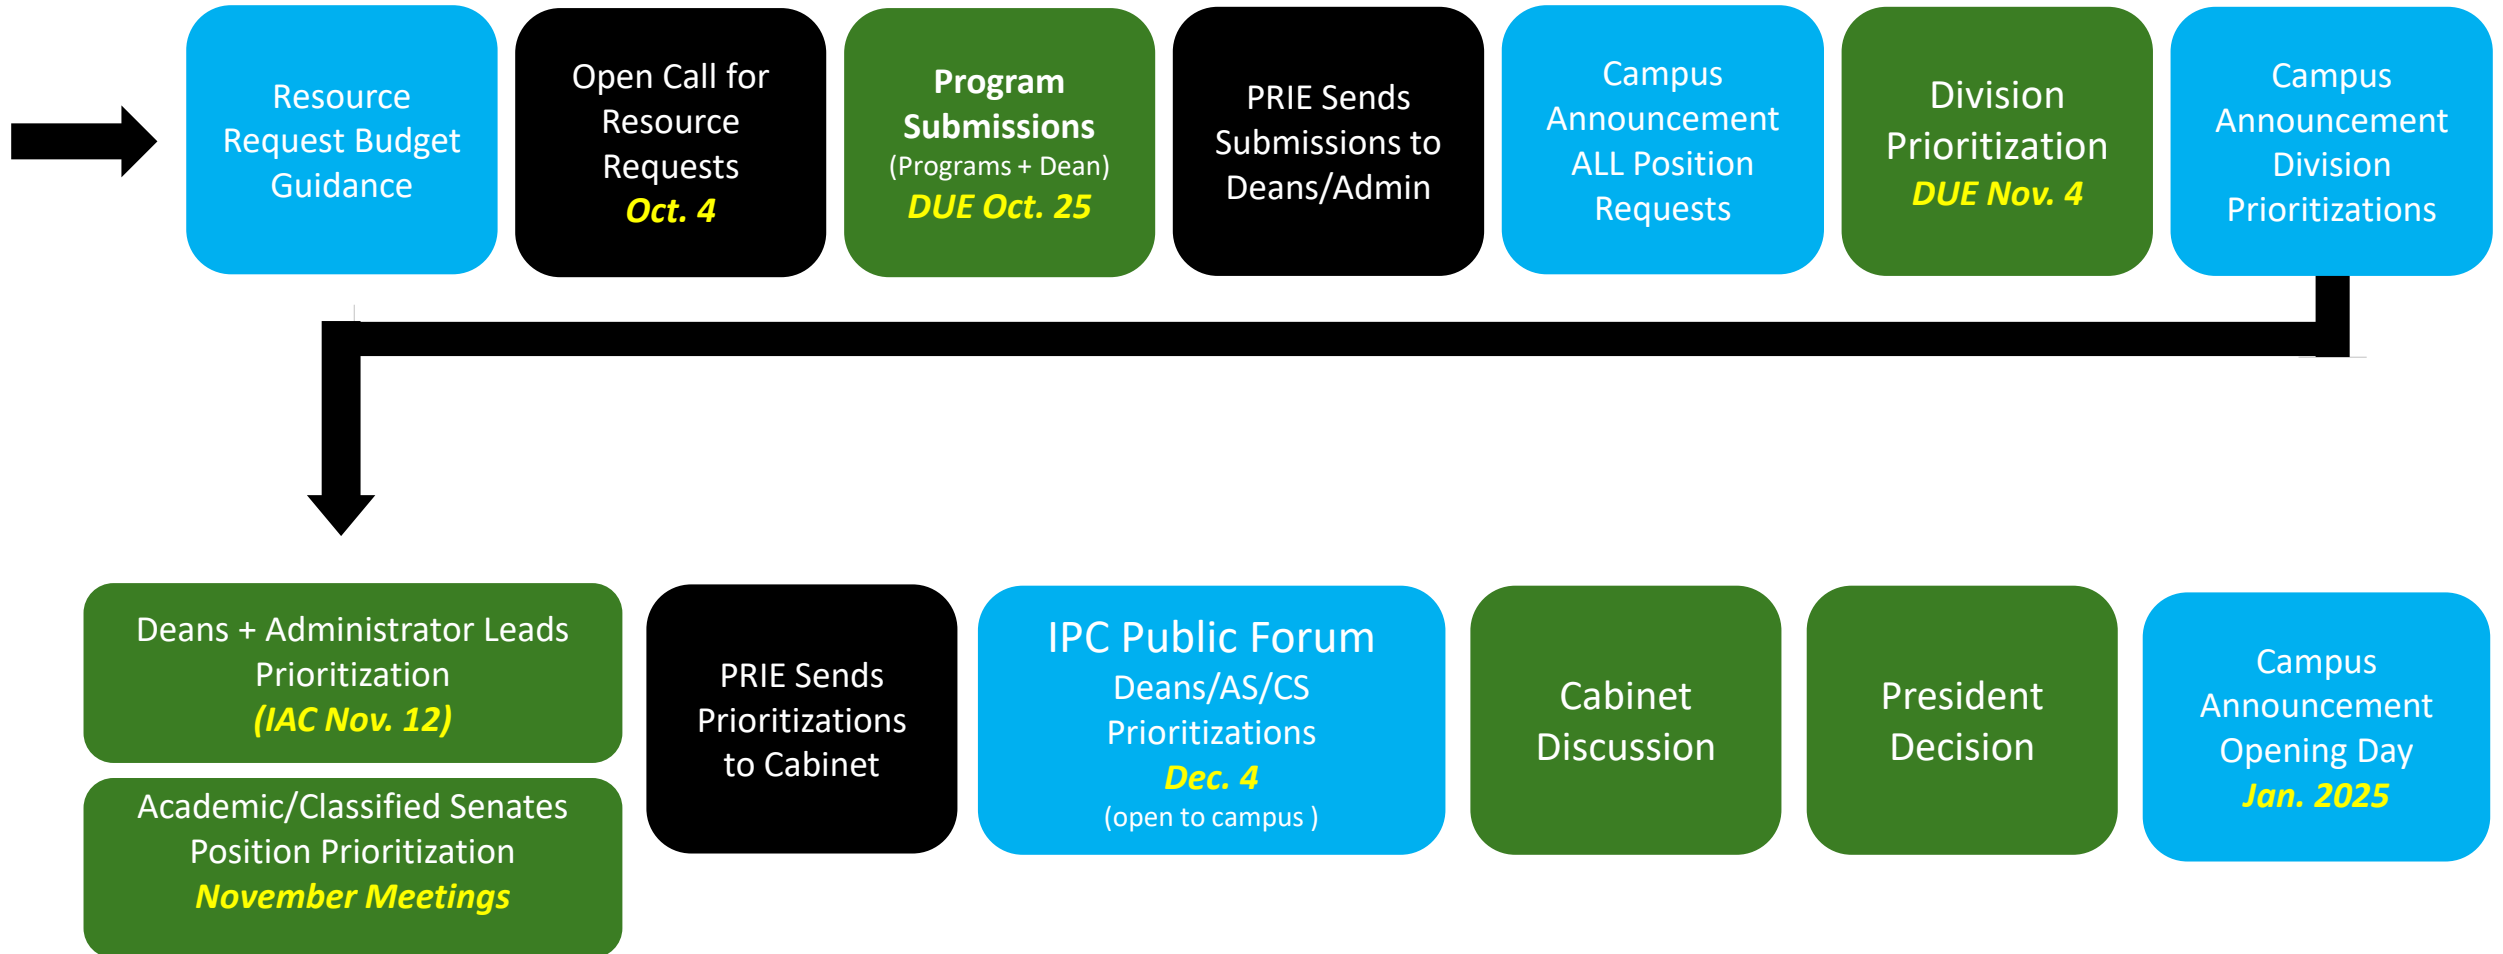 Resource
Request Budget
Guidance
Open Call for
Resource
Requests
Oct. 4
Program
Submissions
(Programs + Dean)
DUE Oct. 25
PRIE Sends
Submissions to
Deans/Admin
Campus
Announcement
ALL Position
Requests
Division
Prioritization
DUE Nov. 4
Campus
Announcement
Division
Prioritizations
Deans + Administrator Leads
Prioritization
(IAC Nov. 12)
Academic/Classified Senates
Position Prioritization
November Meetings
PRIE Sends
Prioritizations
to Cabinet
IPC Public Forum
Deans/AS/CS
Prioritizations
Dec. 4
(open to campus )
Cabinet
Discussion
President
Decision
Campus
Announcement
Opening Day
Jan. 2025